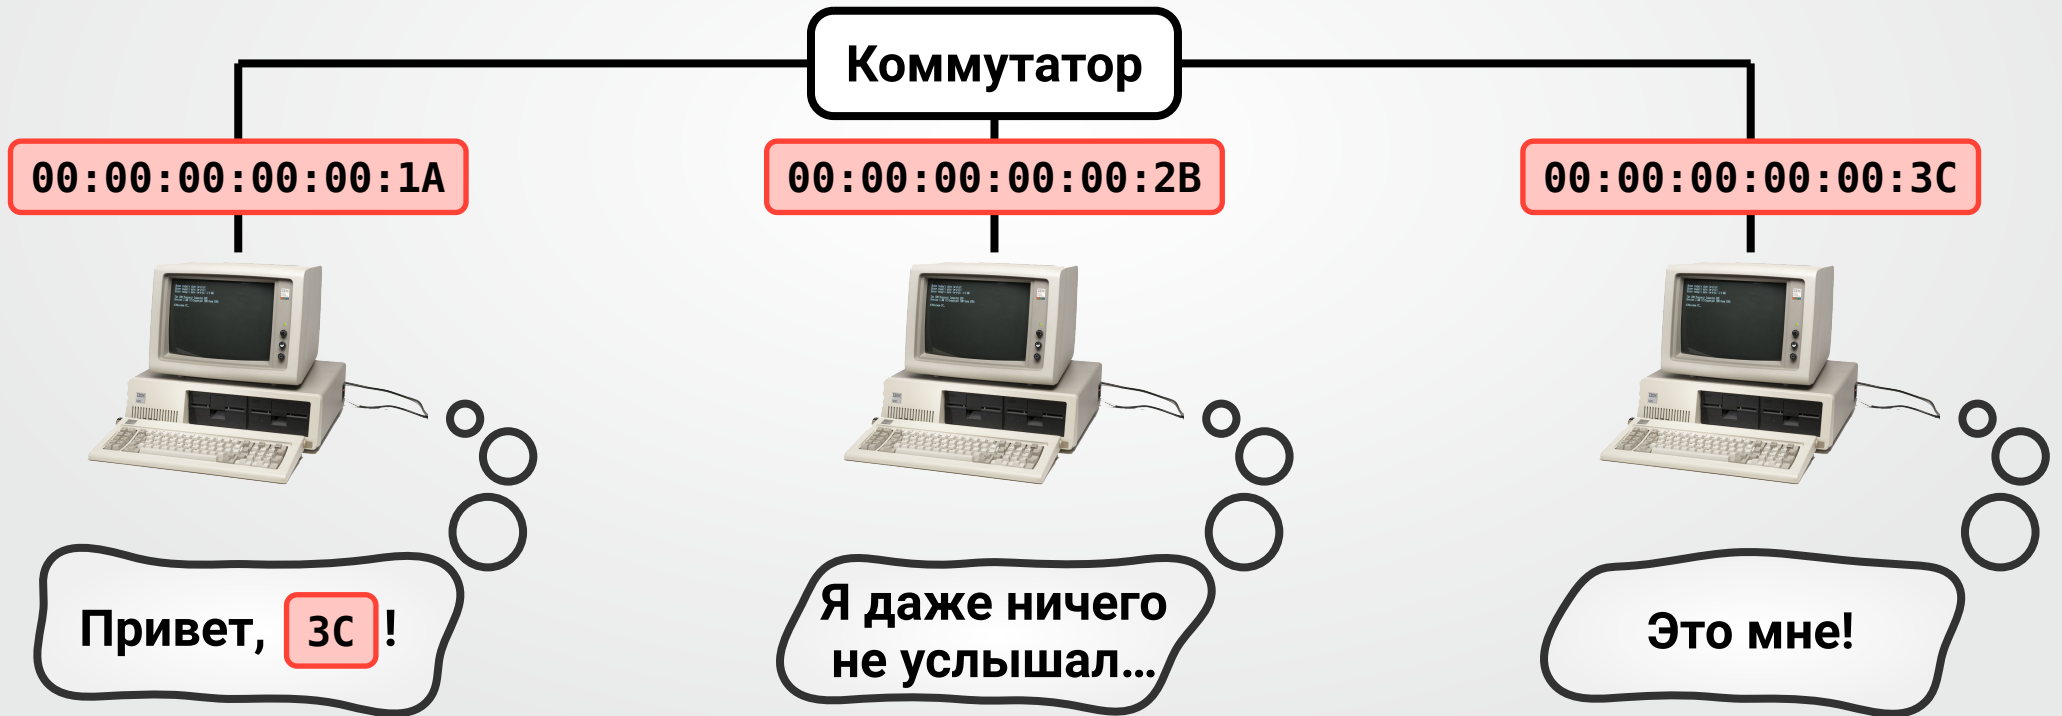 Коммутатор
00:00:00:00:00:1A
00:00:00:00:00:2B
00:00:00:00:00:3C
Привет, 3C !
Я даже ничего
не услышал...
Это мне!